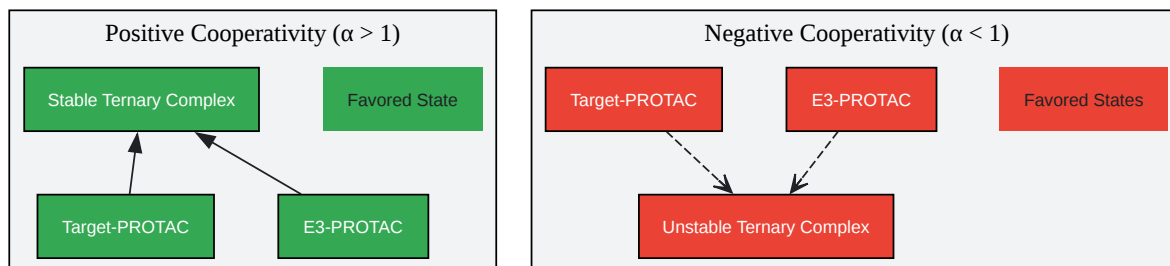 Positive Cooperativity (α > 1)
Stable Ternary Complex
Favored State
Target-PROTAC
E3-PROTAC
Negative Cooperativity (α < 1)
Target-PROTAC
E3-PROTAC
Favored States
Unstable Ternary Complex